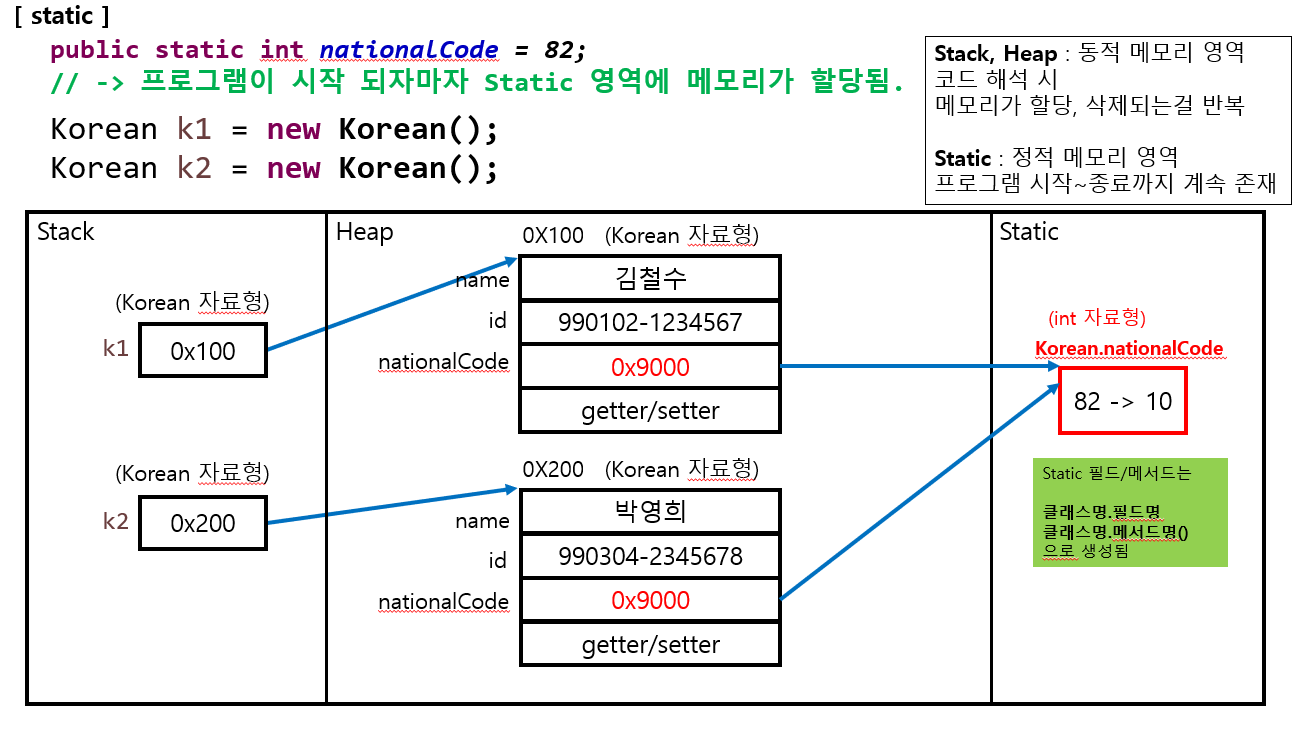 [ static ]
public static int nationalCode = 82;
// -> 프로그램이 시작 되자마자 Static 영역에 메모리가 할당됨.
Korean k1 = new Korean();
Korean k2 = new Korean();
Stack, Heap : 동적 메모리 영역
코드 해석 시
메모리가 할당, 삭제되는걸 반복
Static : 정적 메모리 영역
프로그램 시작~종료까지 계속 존재
Stack
(Korean 자료형)
k1
0x100
(Korean 자료형)
k2
0x200
Heap
0X100 (Korean 자료형)
name
김철수
id
990102-1234567
nationalCode
0x9000
getter/setter
0X200 (Korean 자료형)
name
박영희
id
990304-2345678
nationalCode
0x9000
getter/setter
Static
(int 자료형)
Korean.nationalCode
82 -> 10
Static 필드/메서드는
클래스명.필드명
클래스명.메서드명()
으로 생성됨